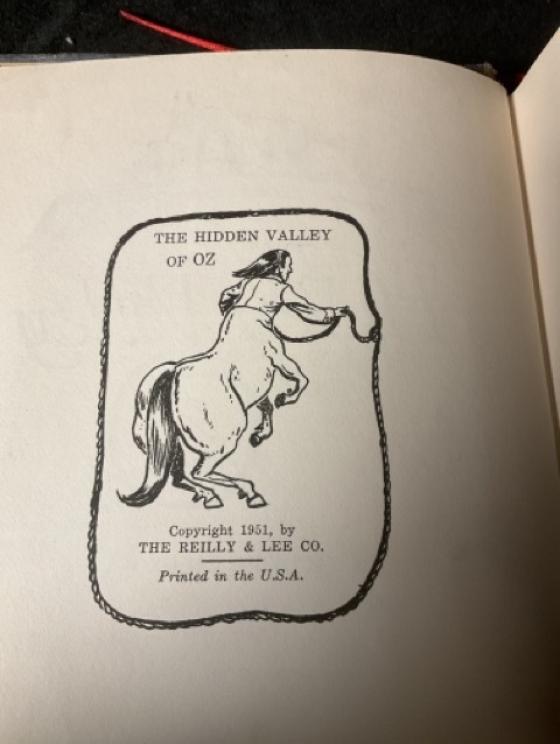 THE HIDDEN VALLEY
OF OZ
Copyright 1951, by
THE REILLY & LEE CO.
Printed in the U.S.A.